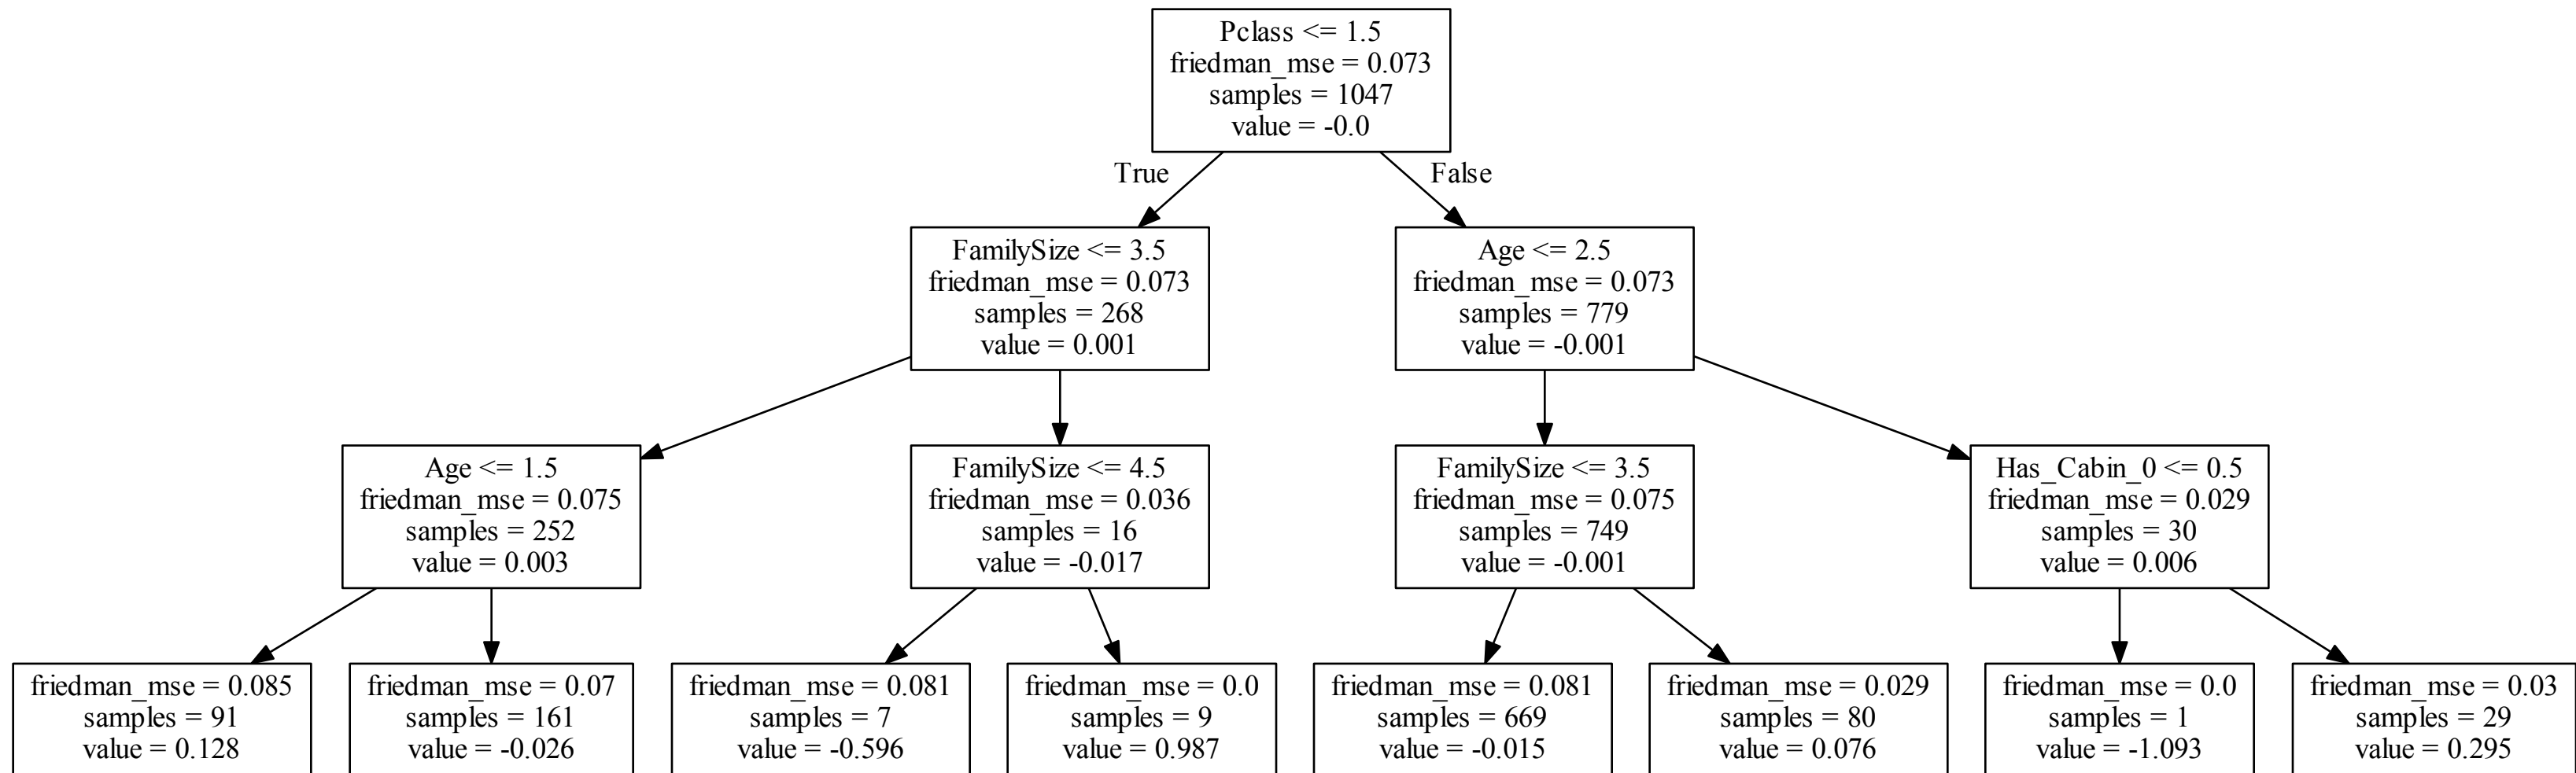 Pclass <= 1.5
friedman_mse = 0.073
samples = 1047
value = -0.0
True
False
FamilySize <= 3.5
friedman_mse = 0.073
samples = 268
value = 0.001
Age <= 2.5
friedman_mse = 0.073
samples = 779
value = -0.001
Age <= 1.5
friedman_mse = 0.075
samples = 252
value = 0.003
FamilySize <= 4.5
friedman_mse = 0.036
samples = 16
value = -0.017
FamilySize <= 3.5
friedman_mse = 0.075
samples = 749
value = -0.001
Has_Cabin_0 <= 0.5
friedman_mse = 0.029
samples = 30
value = 0.006
friedman_mse = 0.085
samples = 91
value = 0.128
friedman_mse = 0.07
samples = 161
value = -0.026
friedman_mse = 0.081
samples = 7
value = -0.596
friedman_mse = 0.0
samples = 9
value = 0.987
friedman_mse = 0.081
samples = 669
value = -0.015
friedman_mse = 0.029
samples = 80
value = 0.076
friedman_mse = 0.0
samples = 1
value = -1.093
friedman_mse = 0.03
samples = 29
value = 0.295